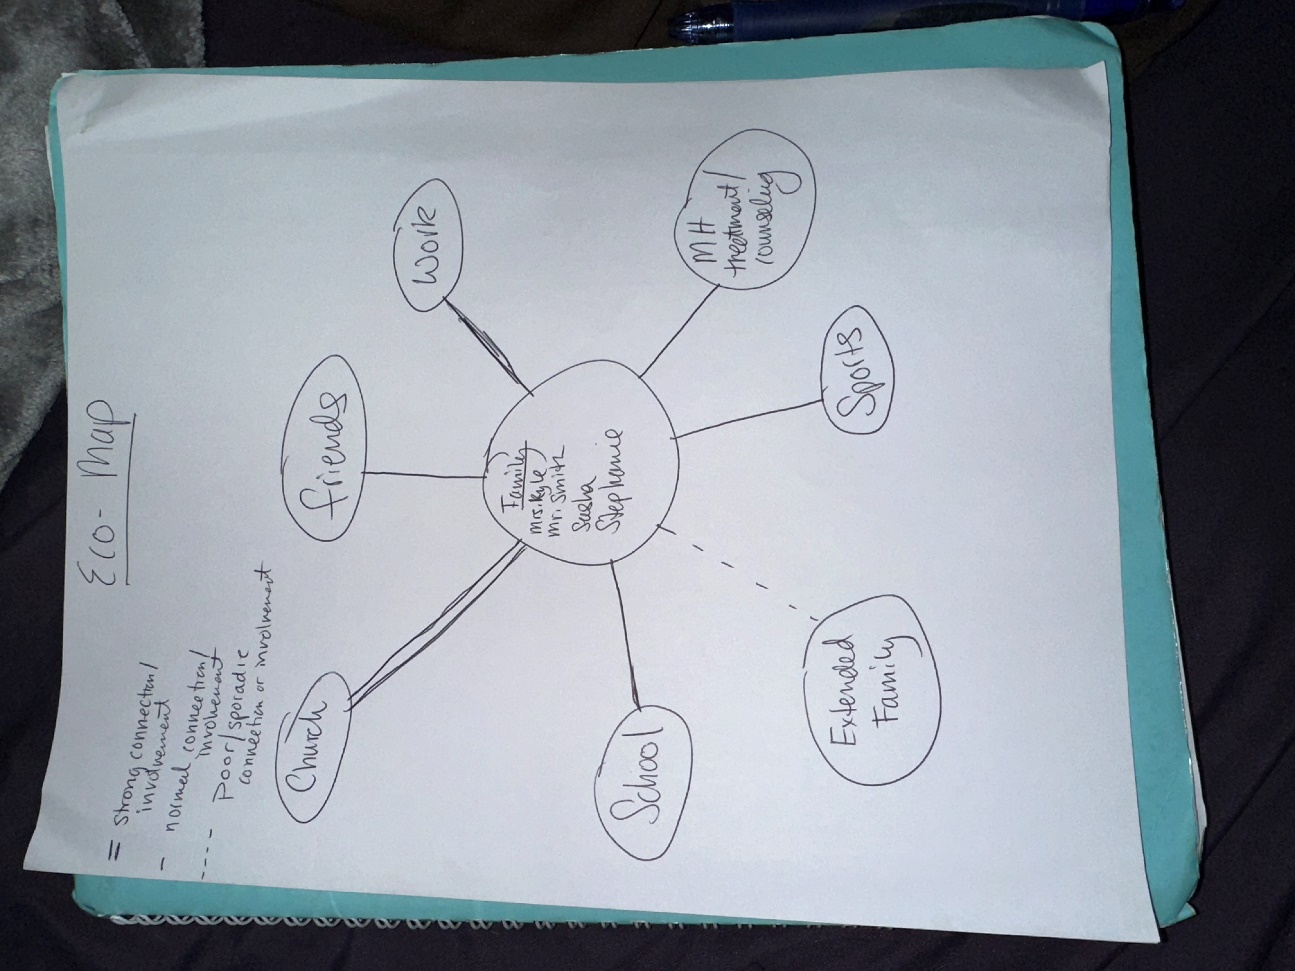 Eco-Map
= Strong connection/
involvement
- normal connection/
involvement
---- poor/sporadic
connection or involvement
Church
friends
Work
Family
Mrs. Kyle
Mr. Smith
Sasha
Stephanie
MH
treatment/
counseling
Sports
School
Extended
Family